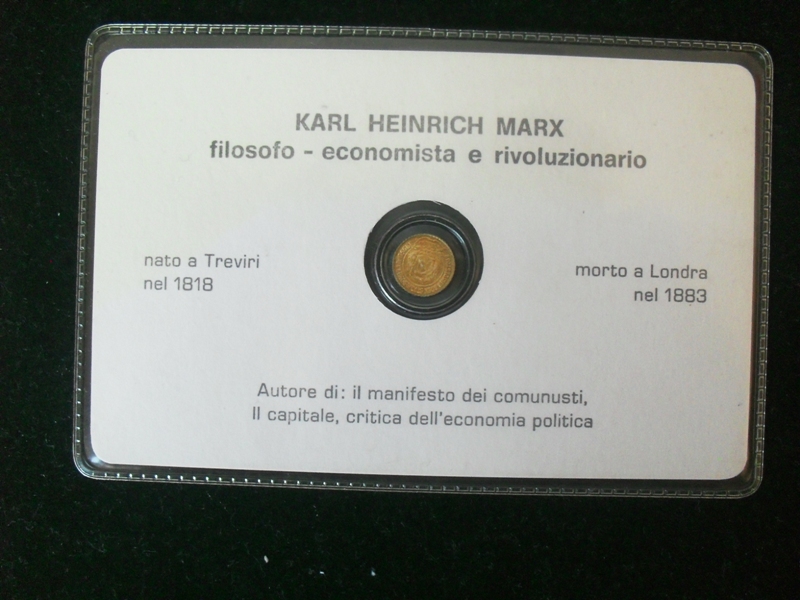 KARL HEINRICH MARX
filosofo - economista e rivoluzionario
nato a Treviri
nel 1818
morto a Londra
nel 1883
Autore di: il manifesto dei comunusti,
Il capitale, critica dell'economia politica